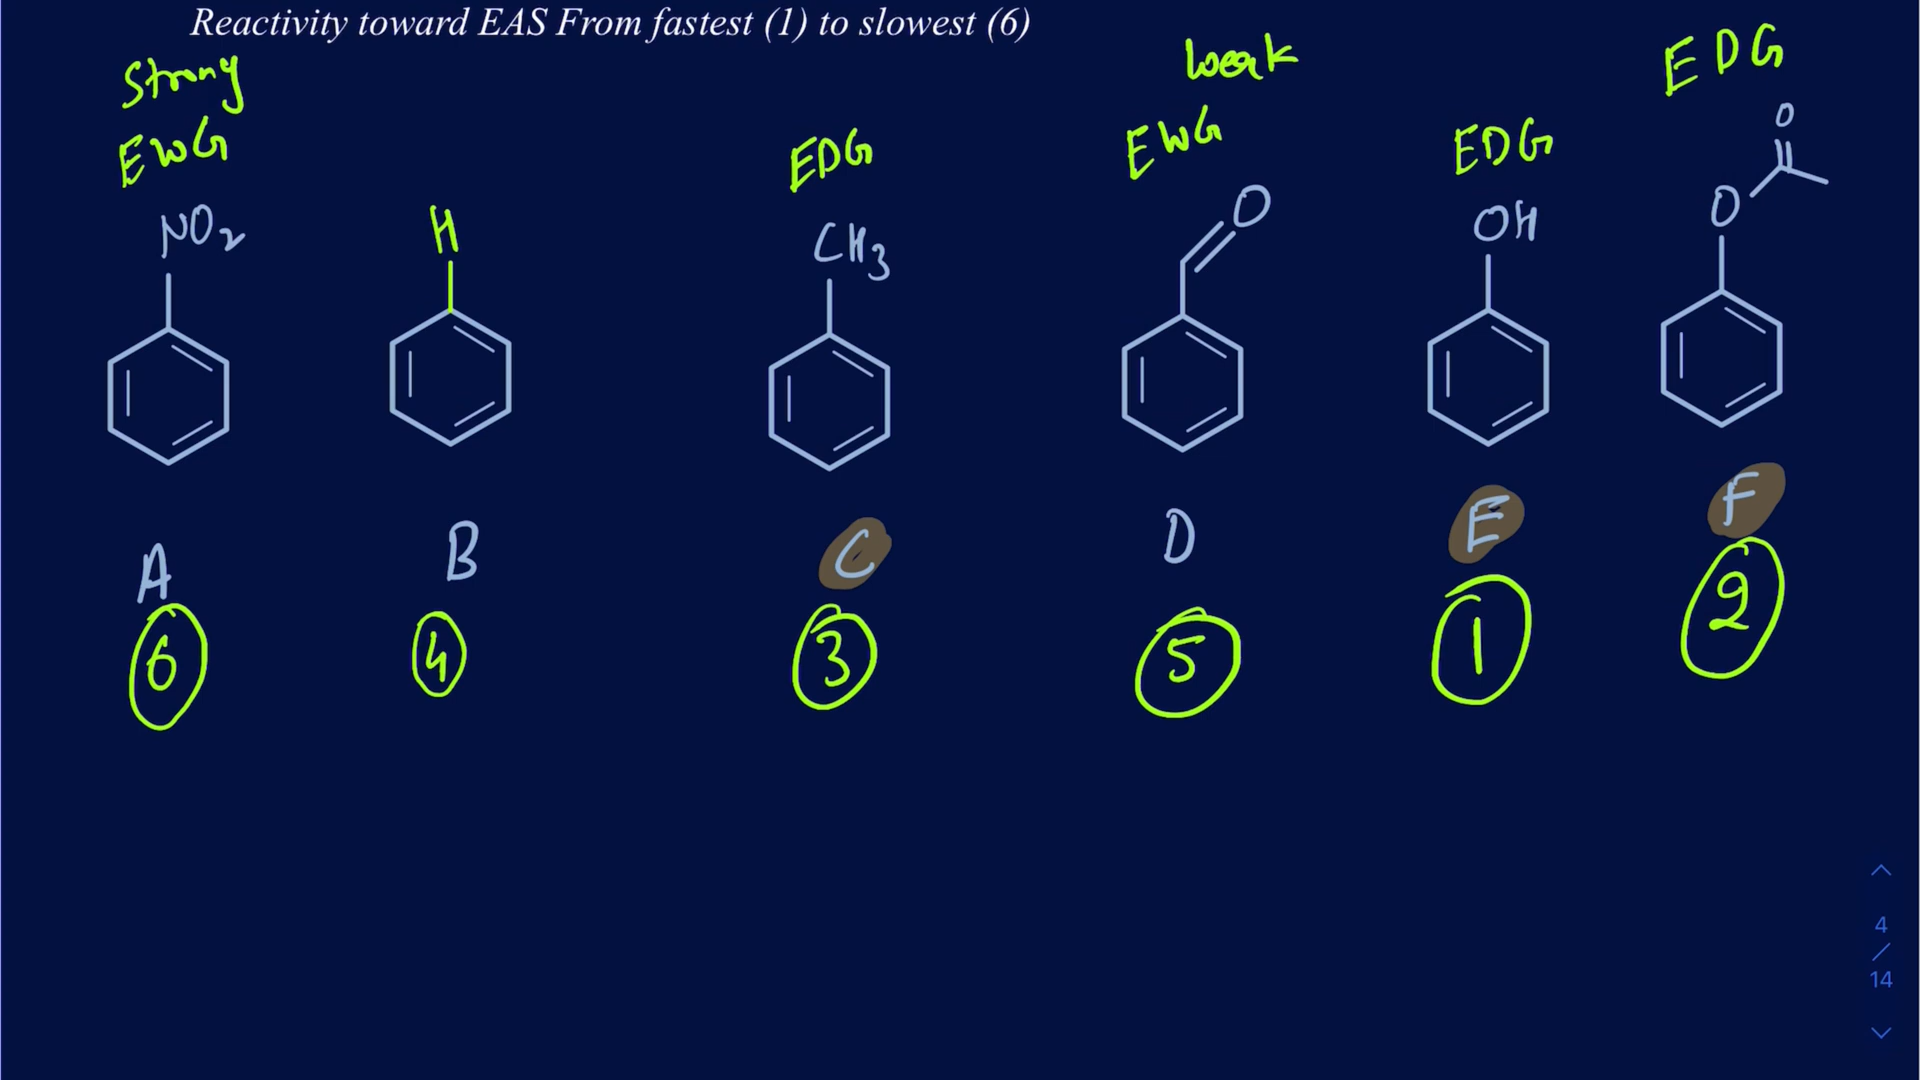 Reactivity toward EAS From fastest (1) to slowest (6)
Strong
EWG
NO2
H
EDG
CH3
weak
EWG
O
EDG
OH
EDG
O
O
A
B
C
D
E
F
6
4
3
5
1
2
4
/
14